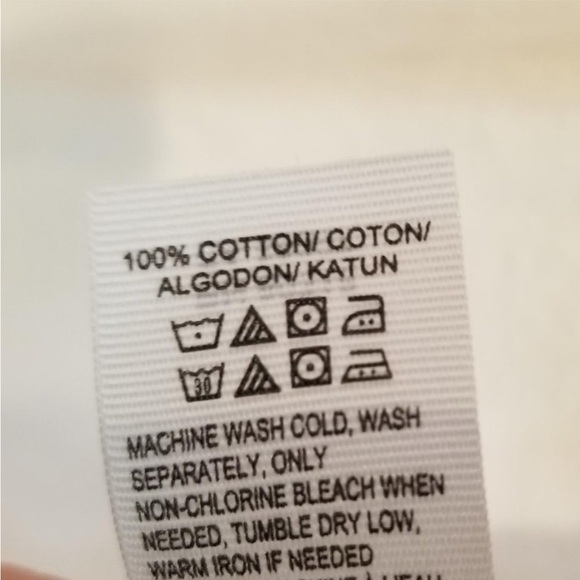 100% COTTON/ COTON/
ALGODON/ KATUN
30
MACHINE WASH COLD, WASH
SEPARATELY, ONLY
NON-CHLORINE BLEACH WHEN
NEEDED, TUMBLE DRY LOW,
WARM IRON IF NEEDED
À L'EAU